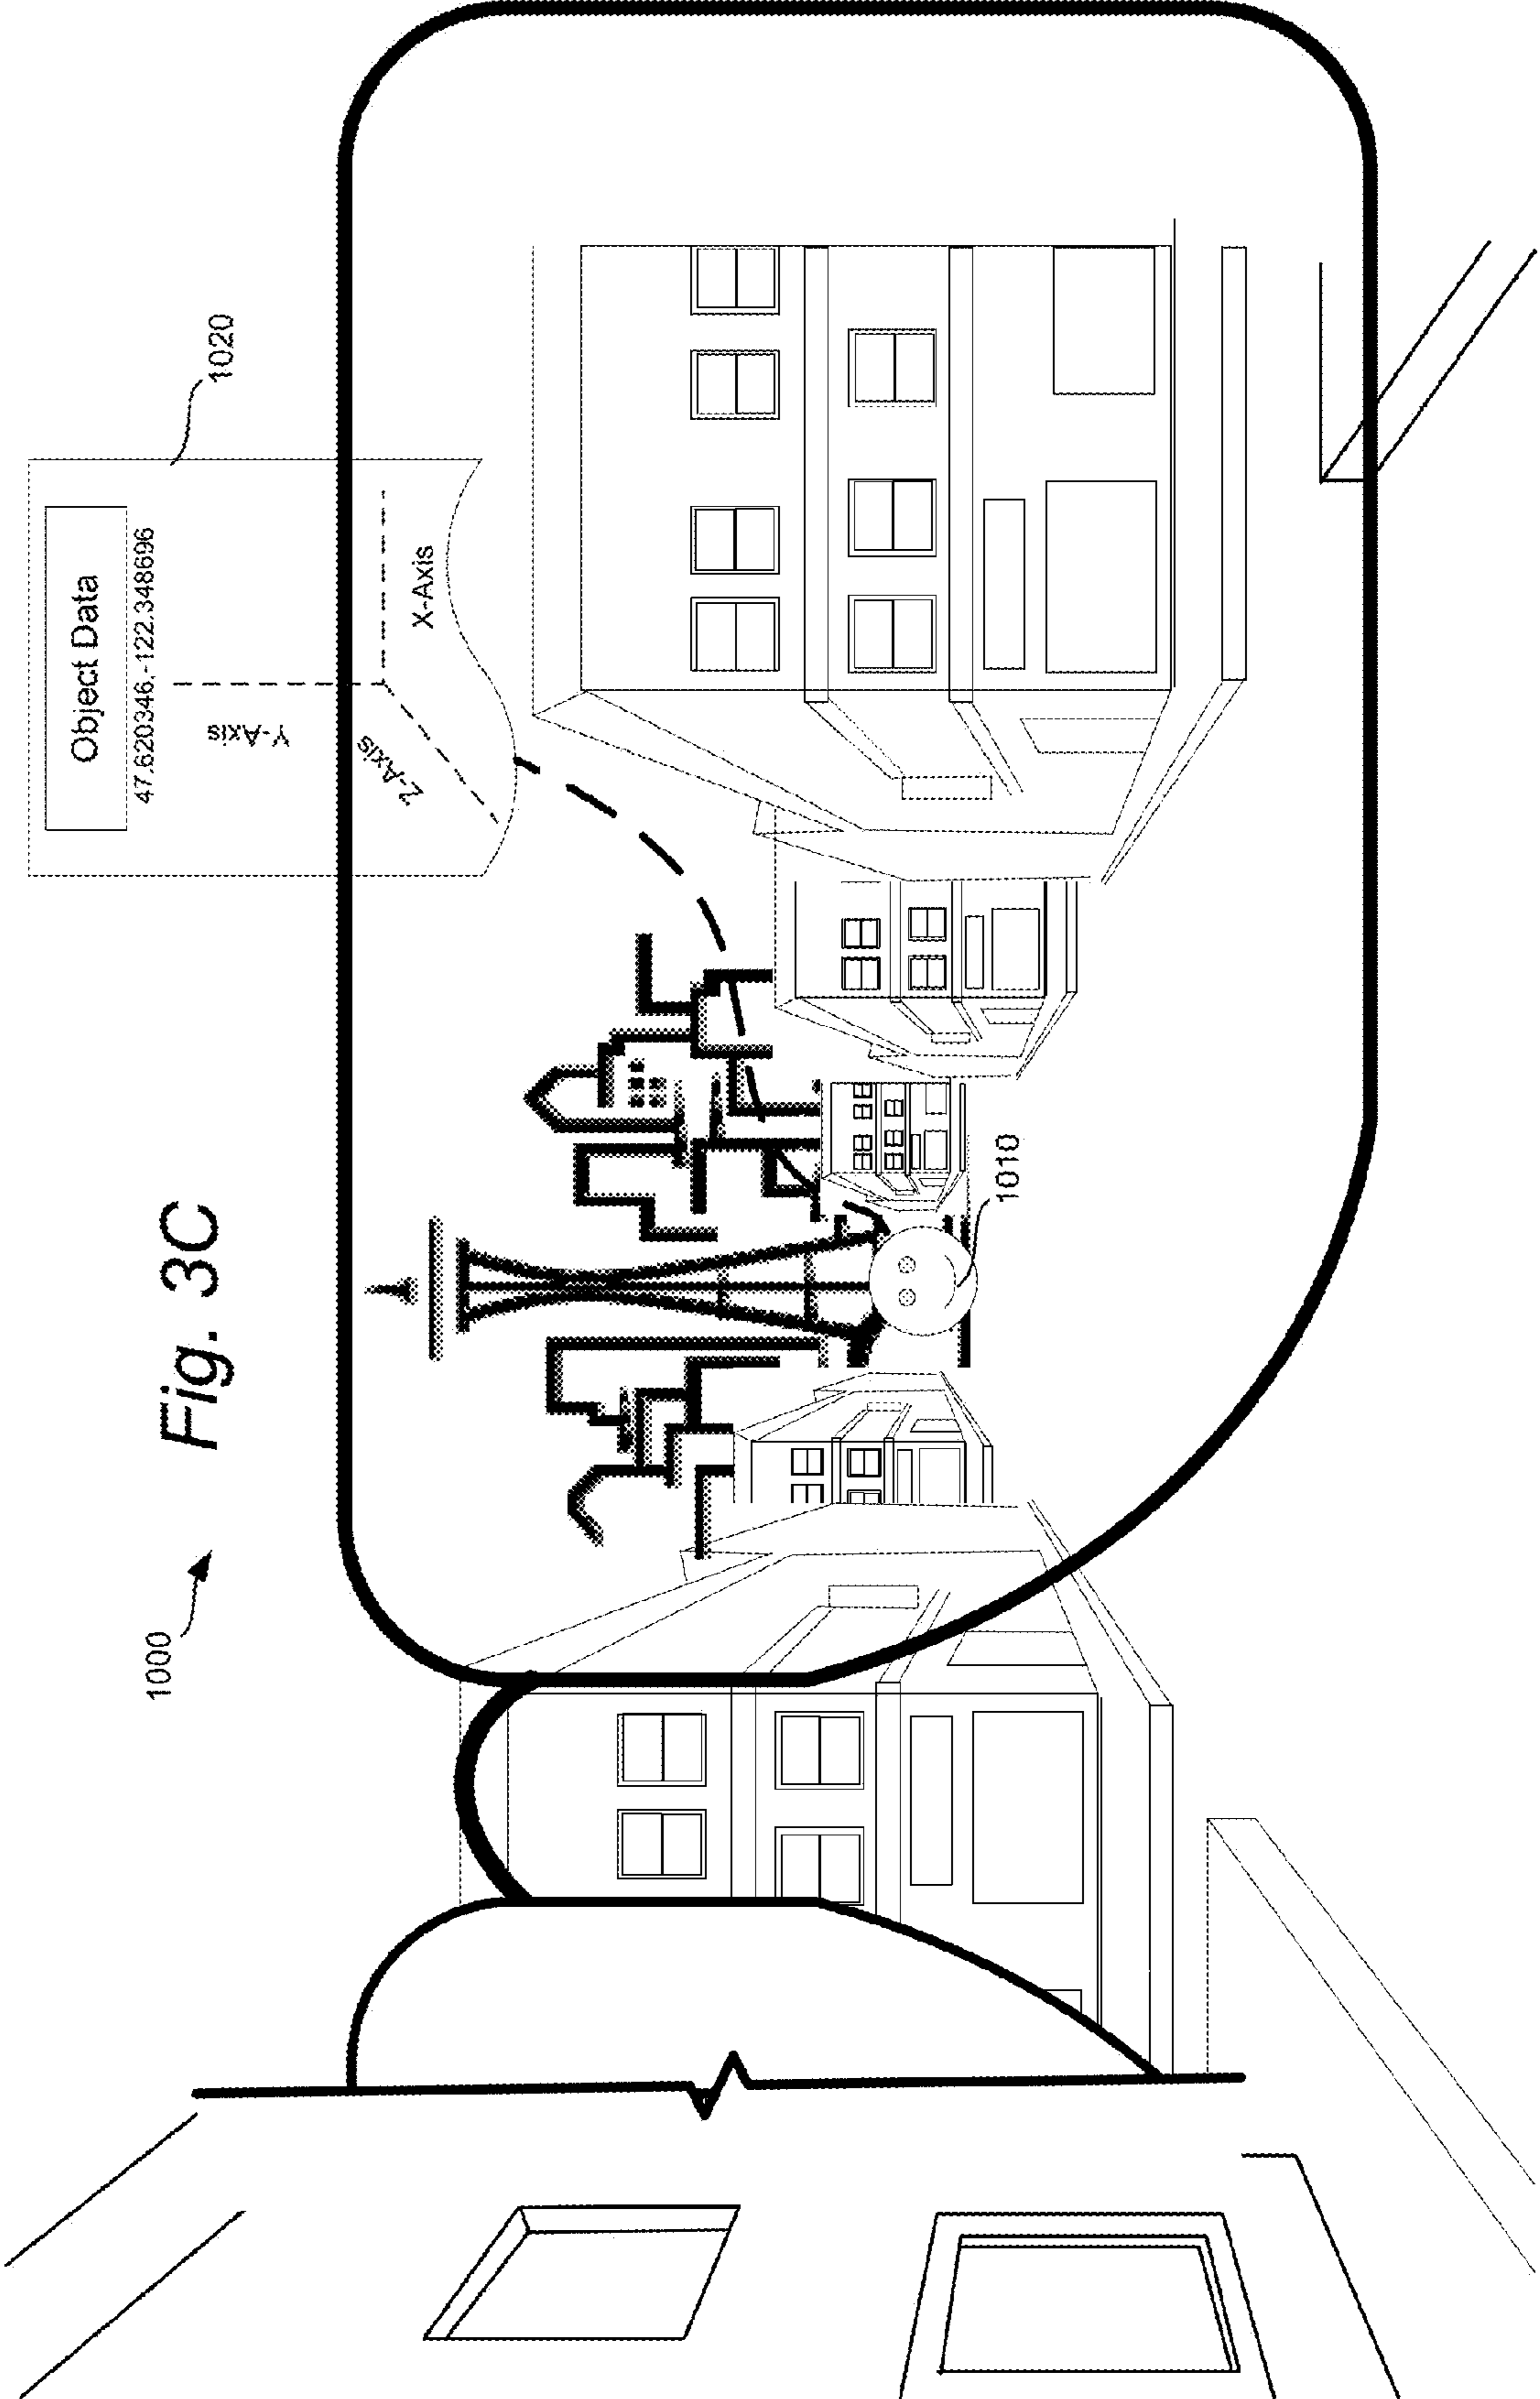 Fig. 3C
1000
Object Data
47.620346,-122.348696
Y-Axis
Z-Axis
X-Axis
1020
1010